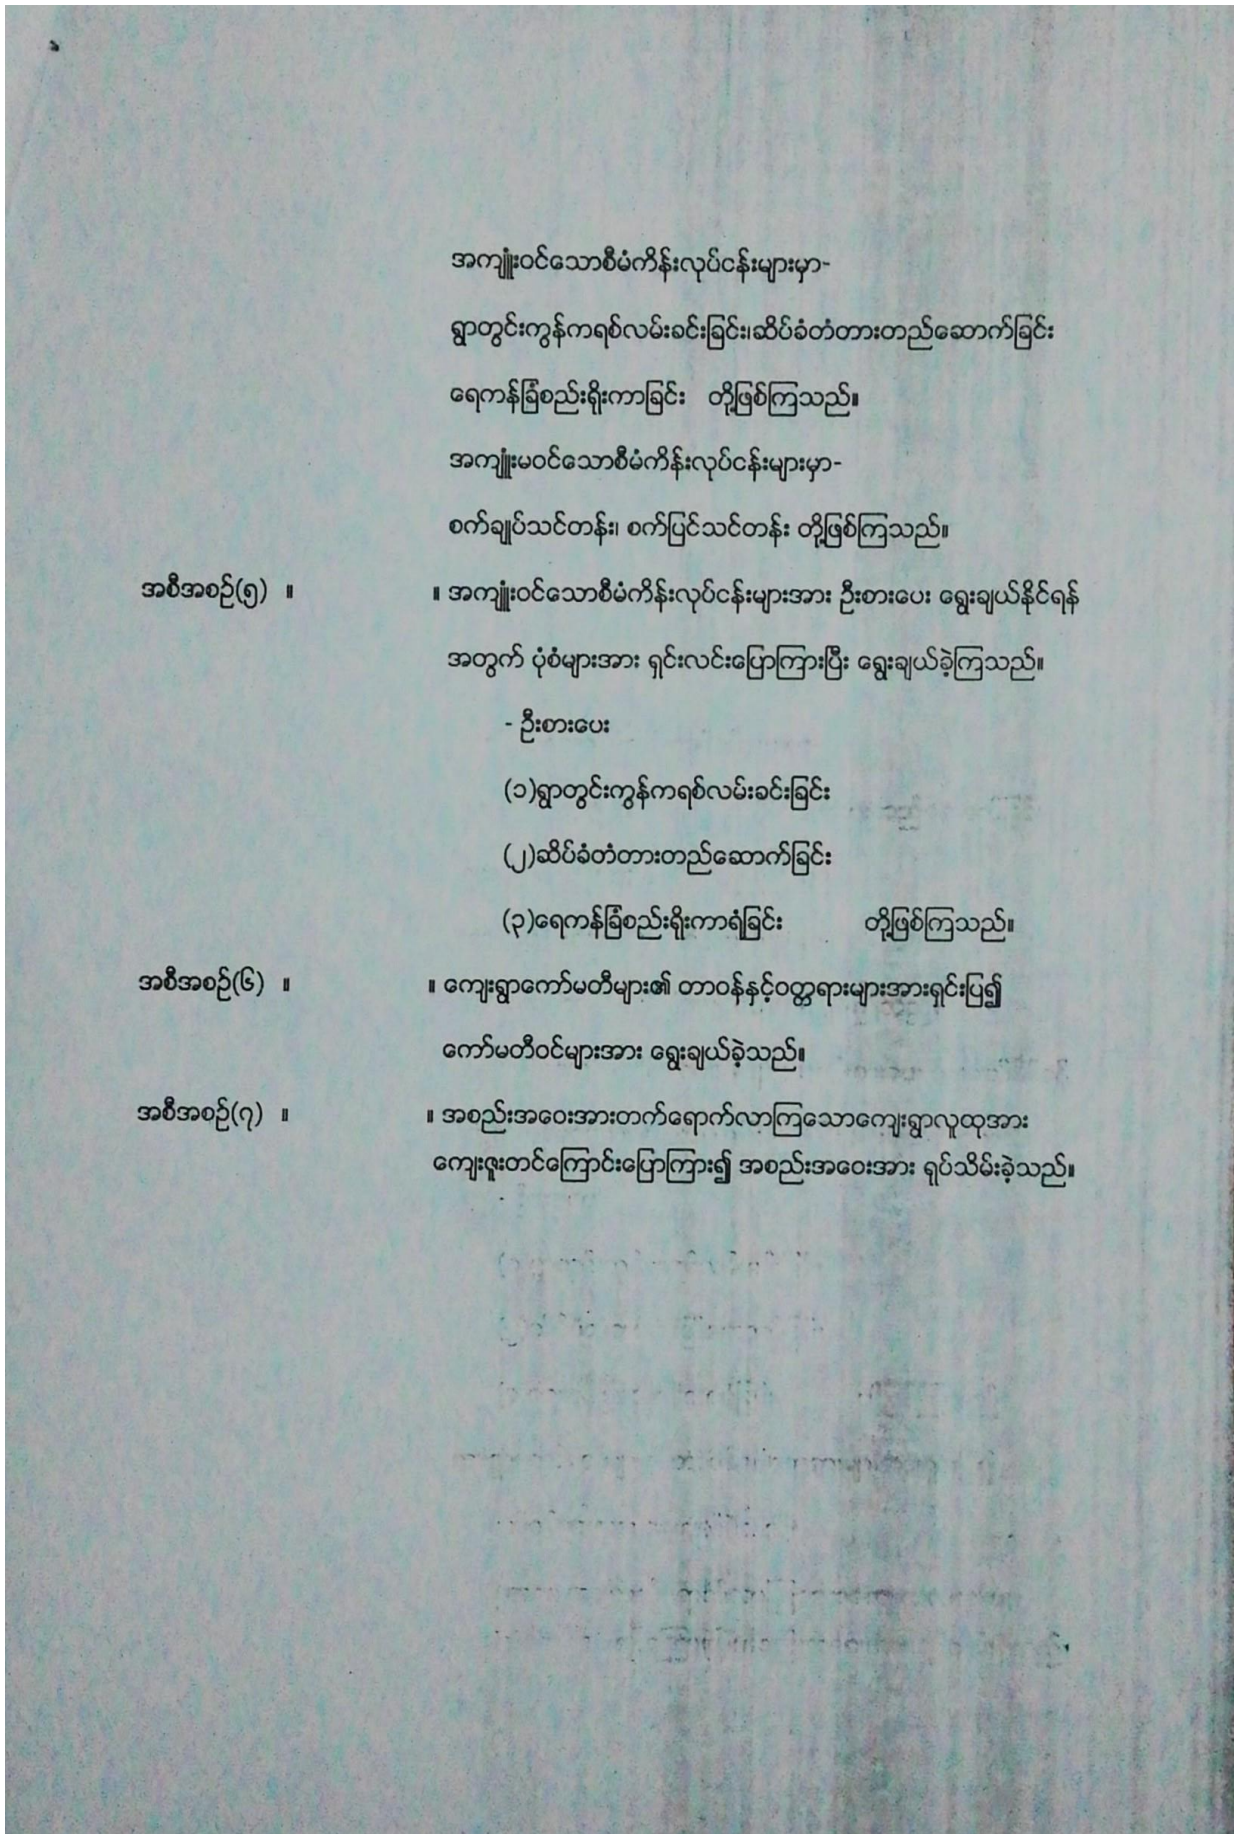 အကျုံးဝင်သောစီမံကိန်းလုပ်ငန်းများမှာ-
ရွာတွင်းကွန်ကရစ်လမ်းခင်းခြင်း၊ဆိပ်ခံတံတားတည်ဆောက်ခြင်း
ရေကန်ခြံစည်းရိုးကာခြင်း တို့ဖြစ်ကြသည်။
အကျုံးမဝင်သောစီမံကိန်းလုပ်ငန်းများမှာ-
စက်ချုပ်သင်တန်း၊ စက်ပြင်သင်တန်း တို့ဖြစ်ကြသည်။
အစီအစဉ်(၅) ။ ။ အကျုံးဝင်သောစီမံကိန်းလုပ်ငန်းများအား ဦးစားပေး ရွေးချယ်နိုင်ရန်
အတွက် ပုံစံများအား ရှင်းလင်းပြောကြားပြီး ရွေးချယ်ခဲ့ကြသည်။
- ဦးစားပေး
(၁)ရွာတွင်းကွန်ကရစ်လမ်းခင်းခြင်း
(၂)ဆိပ်ခံတံတားတည်ဆောက်ခြင်း
(၃)ရေကန်ခြံစည်းရိုးကာရံခြင်း တို့ဖြစ်ကြသည်။
အစီအစဉ်(၆) ။ ။ ကျေးရွာကော်မတီများ၏ တာဝန်နှင့်ဝတ္တရားများအားရှင်းပြ၍
ကော်မတီဝင်များအား ရွေးချယ်ခဲ့သည်။
အစီအစဉ်(၇) ။ ။ အစည်းအဝေးအားတက်ရောက်လာကြသောကျေးရွာလူထုအား
ကျေးဇူးတင်ကြောင်းပြောကြား၍ အစည်းအဝေးအား ရုပ်သိမ်းခဲ့သည်။